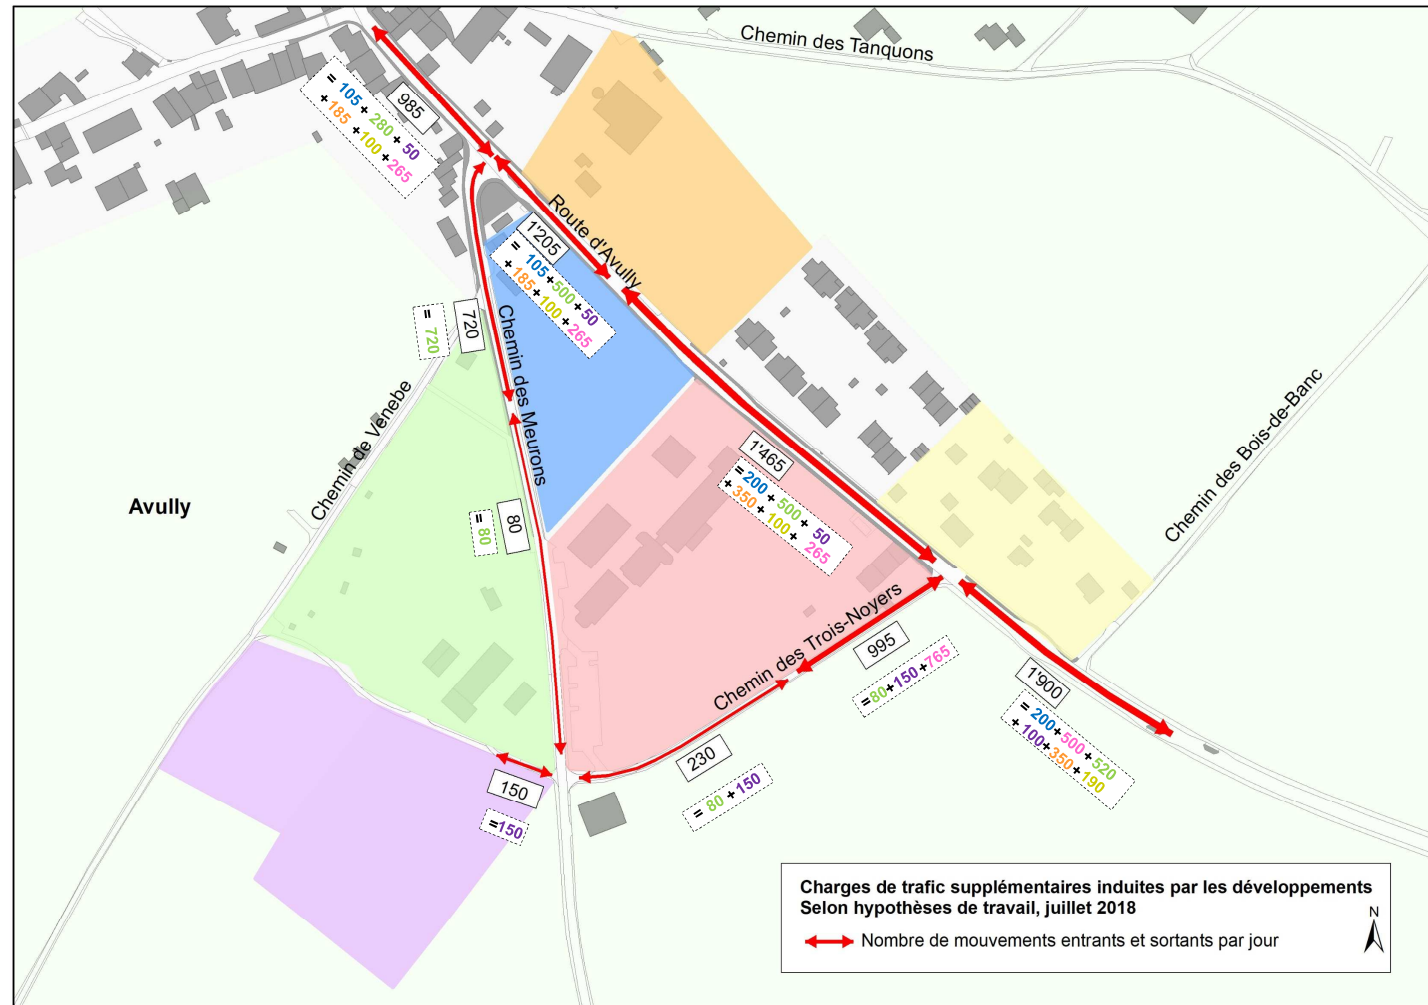 Chemin des Tanquons
985
= 105 + 280 + 50
+ 185 + 100 + 265
Route d'Avully
1'205
= 105 + 500 + 50
+ 185 + 100 + 265
720
= 720
Chemin des Meurons
Chemin de Venebe
Avully
80
= 80
1'465
= 200 + 500 + 50
+ 350 + 100 + 265
Chemin des Bois-de-Banc
Chemin des Trois-Noyers
995
=80+150+765
1'900
= 200+500+520
+ 100+350+190
230
= 80 +150
150
=150
Charges de trafic supplémentaires induites par les développements
Selon hypothèses de travail, juillet 2018
Nombre de mouvements entrants et sortants par jour
N